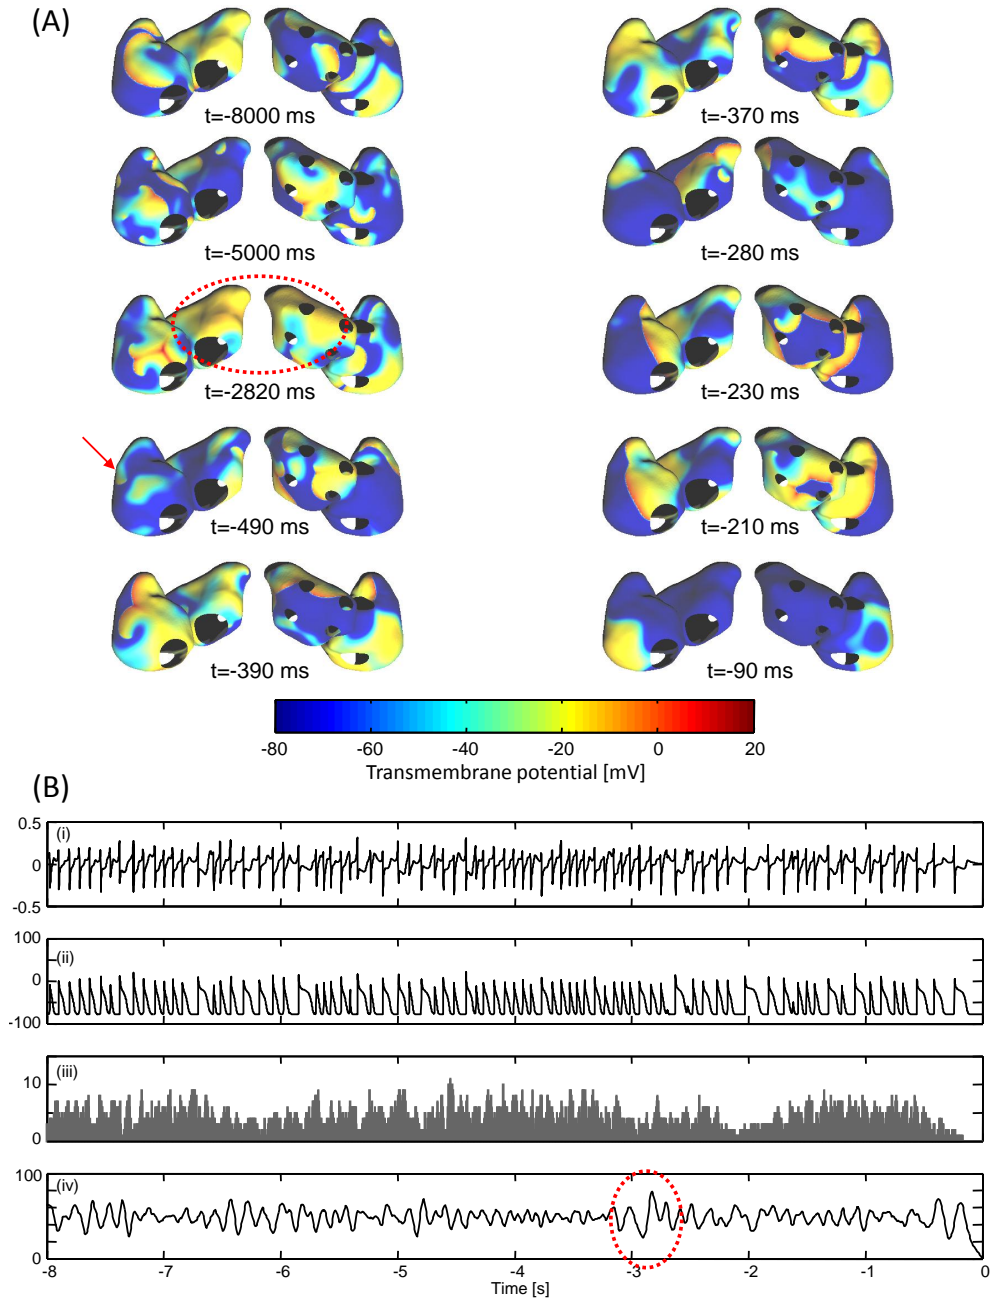 (A)
t=-8000 ms
t=-370 ms
t=-5000 ms
t=-280 ms
t=-2820 ms
t=-230 ms
t=-490 ms
t=-210 ms
t=-390 ms
t=-90 ms
-80 -60 -40 -20 0 20
Transmembrane potential [mV]
(B)
0.5
(i)
0
-0.5
100
(ii)
0
-100
(iii)
10
0
100
(iv)
0
-8 -7 -6 -5 -4 -3 -2 -1 0
Time [s]